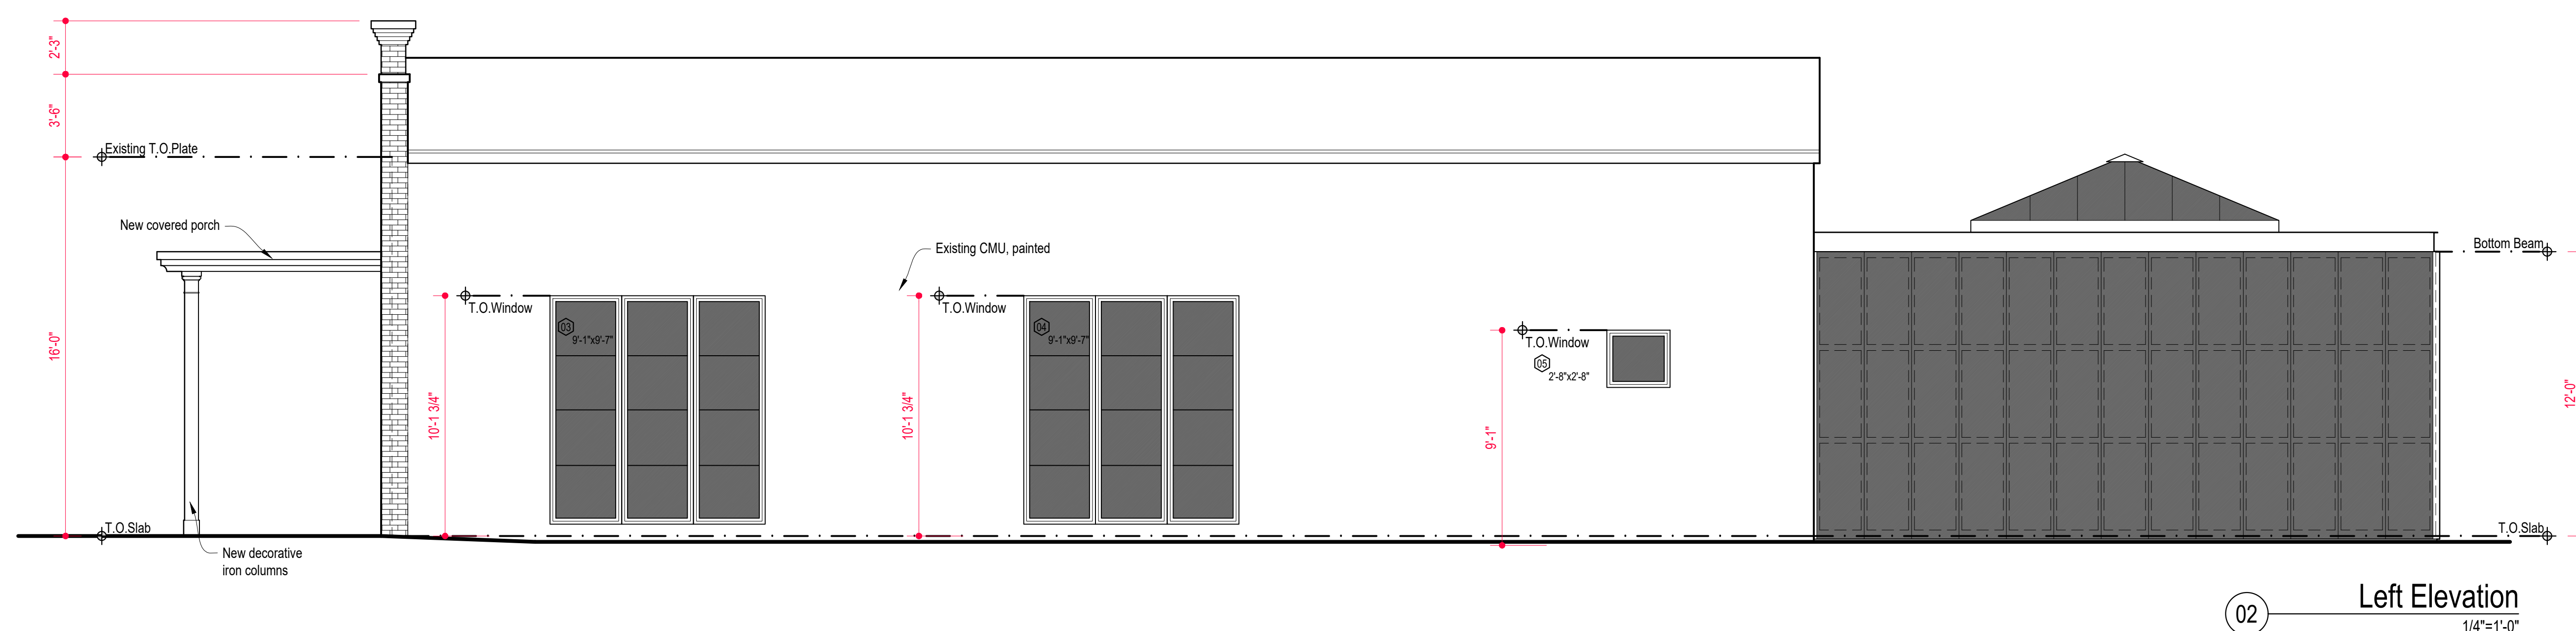 2'-3"
3'-6"
Existing T.O.Plate
New covered porch
16'-0"
T.O.Slab
New decorative
iron columns
10'-1 3/4"
T.O.Window
03
9'-1"x9'-7"
Existing CMU, painted
10'-1 3/4"
T.O.Window
04
9'-1"x9'-7"
9'-1"
T.O.Window
05
2'-8"x2'-8"
Bottom Beam
12'-0"
T.O.Slab
02
Left Elevation
1/4"=1'-0"